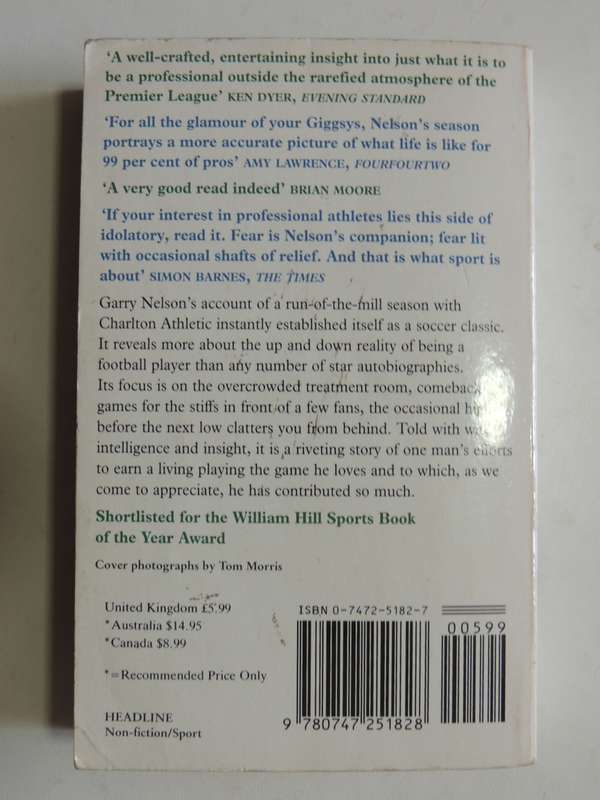 ‘A well-crafted, entertaining insight into just what it is to
be a professional outside the rarefied atmosphere of the
Premier League’ KEN DYER, EVENING STANDARD
‘For all the glamour of your Giggsys, Nelson’s season
portrays a more accurate picture of what life is like for
99 per cent of pros’ AMY LAWRENCE, FOURFOURTWO
‘A very good read indeed’ BRIAN MOORE
‘If your interest in professional athletes lies this side of
idolatory, read it. Fear is Nelson’s companion; fear lit
with occasional shafts of relief. And that is what sport is
about’ SIMON BARNES, THE TIMES
Garry Nelson’s account of a run-of-the-mill season with
Charlton Athletic instantly established itself as a soccer classic.
It reveals more about the up and down reality of being a
football player than any number of star autobiographies.
Its focus is on the overcrowded treatment room, comeback
games for the stiffs in front of a few fans, the occasional
before the next low clatters you from behind. Told with
intelligence and insight, it is a riveting story of one man’s efforts
to earn a living playing the game he loves and to which, as we
come to appreciate, he has contributed so much.
Shortlisted for the William Hill Sports Book
of the Year Award
Cover photographs by Tom Morris
United Kingdom £5.99
*Australia $14.95
*Canada $8.99
*=Recommended Price Only
HEADLINE
Non-fiction/Sport
ISBN 0-7472-5182-7
00599
9 780747 251828